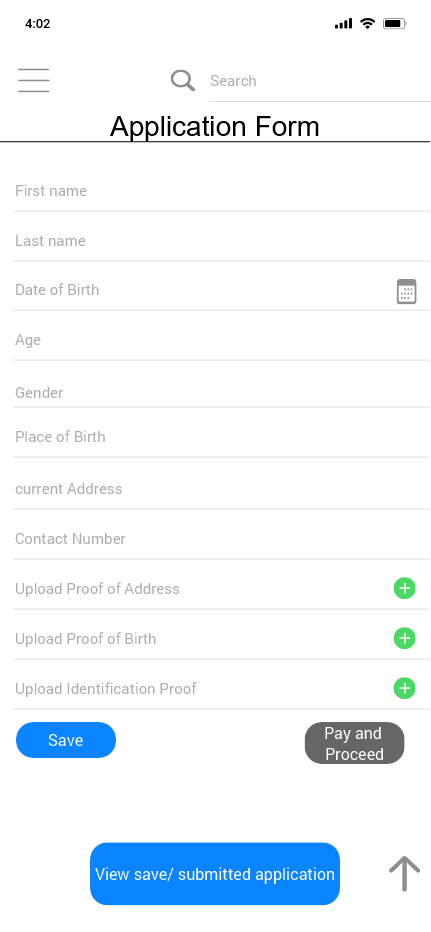 4:02
Search
Application Form
First name
Last name
Date of Birth
Age
Gender
Place of Birth
current Address
Contact Number
Upload Proof of Address
Upload Proof of Birth
Upload Identification Proof
Save
Pay and
Proceed
View save/ submitted application